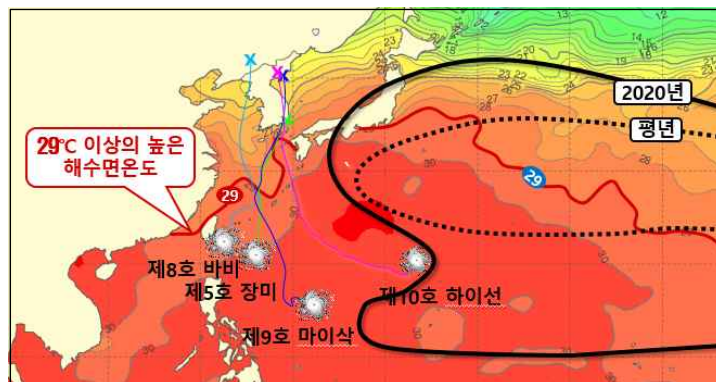 2020년
평년
29℃ 이상의 높은
해수면온도
29
29
제8호 바비
제5호 장미
제10호 하이선
제9호 마이삭